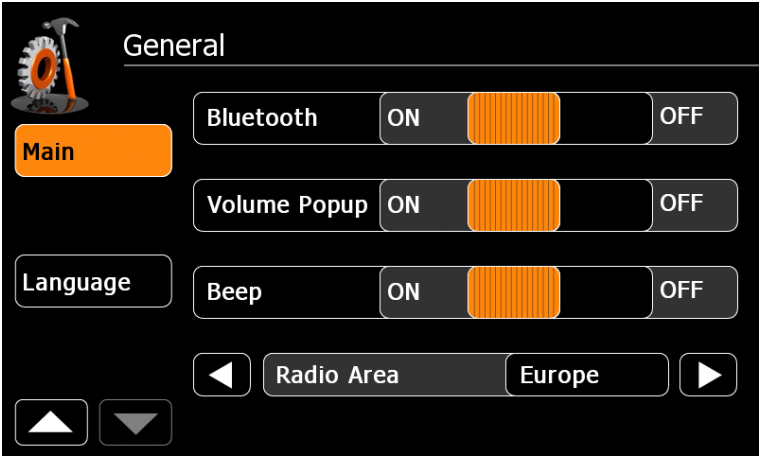 General
Main
Language
Bluetooth ON OFF
Volume Popup ON OFF
Beep ON OFF
Radio Area Europe